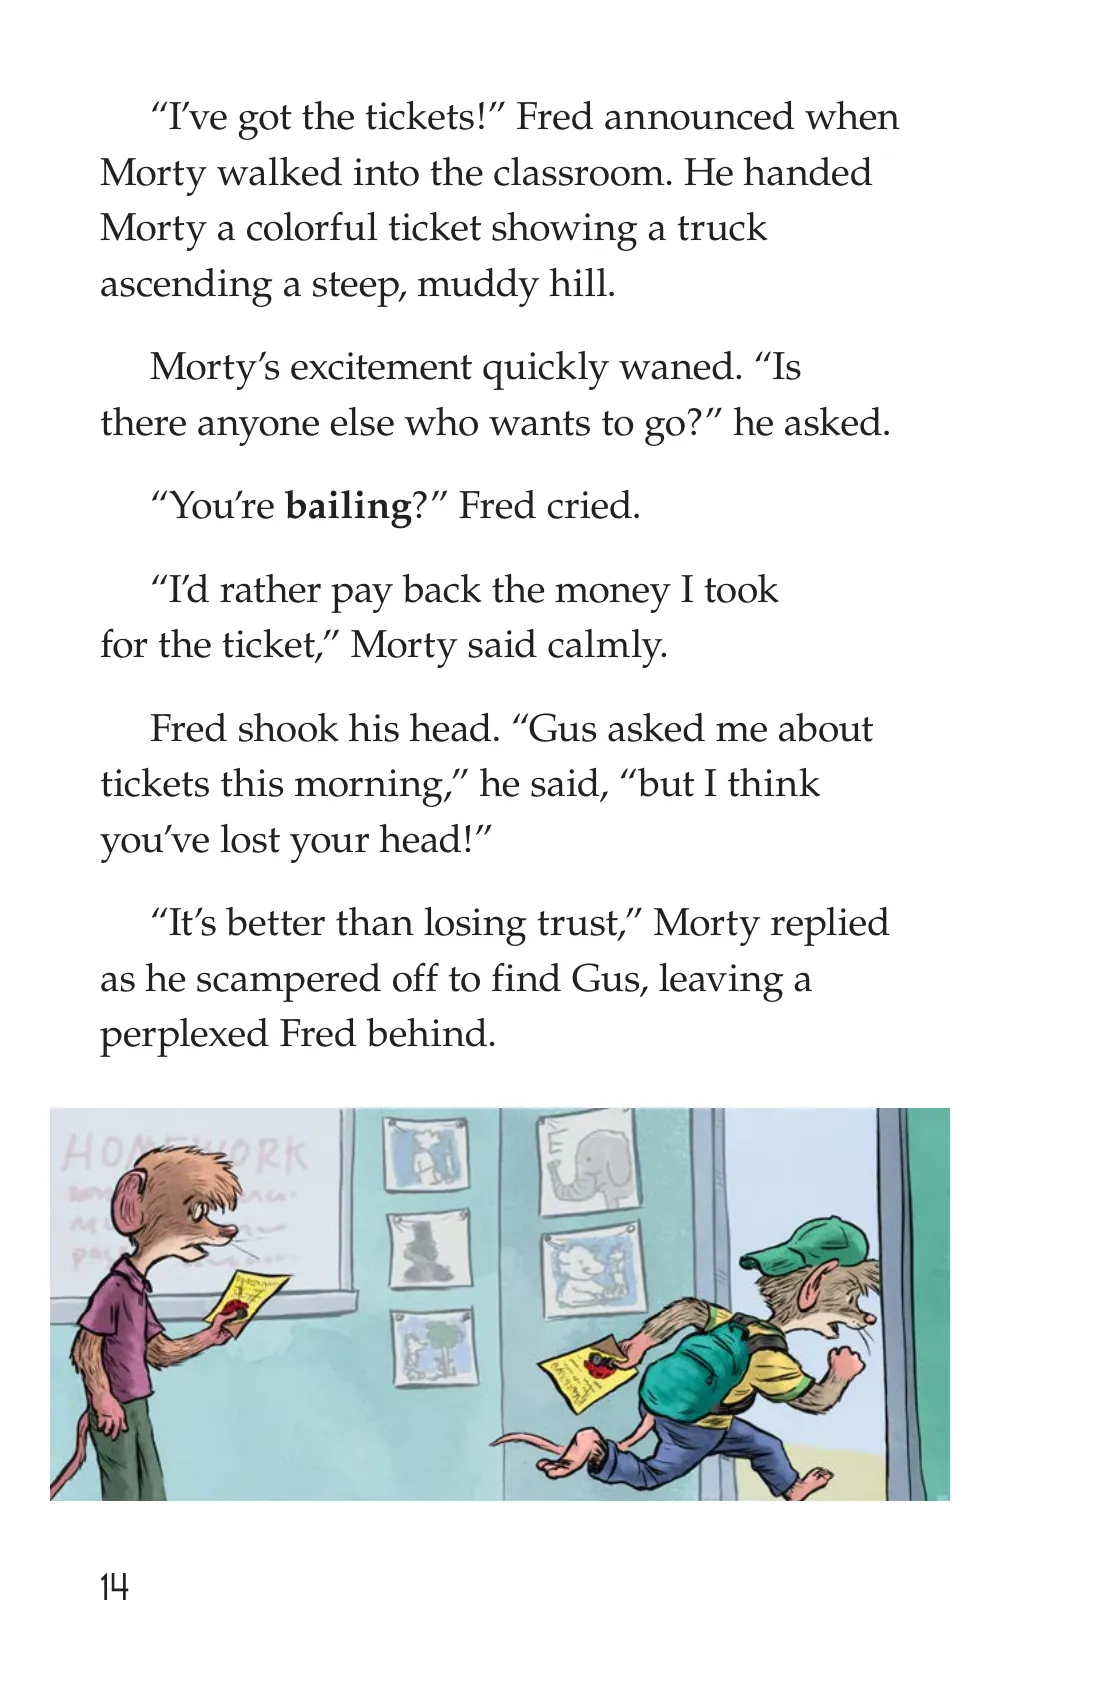 “I’ve got the tickets!” Fred announced when
Morty walked into the classroom. He handed
Morty a colorful ticket showing a truck
ascending a steep, muddy hill.
Morty’s excitement quickly waned. “Is
there anyone else who wants to go?” he asked.
“You’re bailing?” Fred cried.
“I’d rather pay back the money I took
for the ticket,” Morty said calmly.
Fred shook his head. “Gus asked me about
tickets this morning,” he said, “but I think
you’ve lost your head!”
“It’s better than losing trust,” Morty replied
as he scampered off to find Gus, leaving a
perplexed Fred behind.
E
14